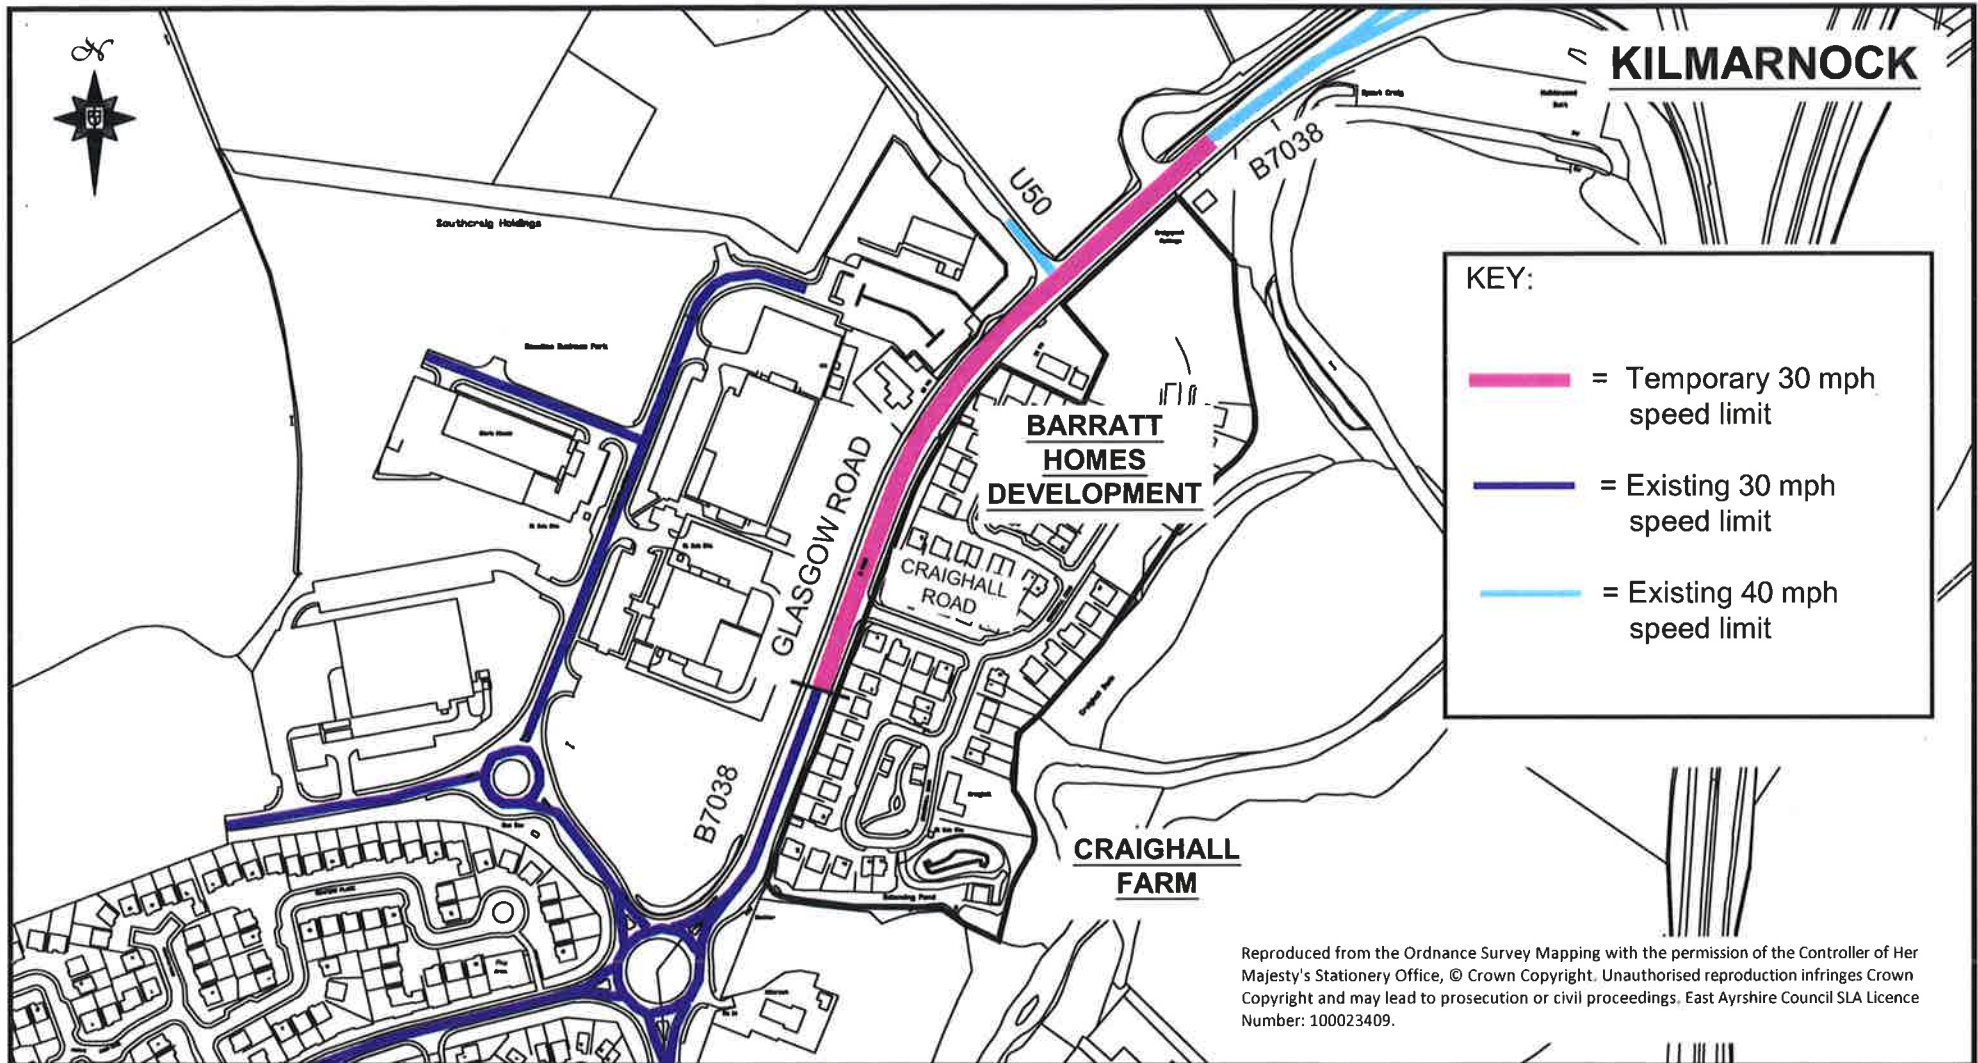 N
KILMARNOCK
B7038
U50
Southcraig Holdings
KEY:
= Temporary 30 mph
speed limit
= Existing 30 mph
speed limit
= Existing 40 mph
speed limit
BARRATT
HOMES
DEVELOPMENT
GLASGOW ROAD
CRAIGHALL
ROAD
B7038
CRAIGHALL
FARM
Reproduced from the Ordnance Survey Mapping with the permission of the Controller of Her
Majesty's Stationery Office, © Crown Copyright. Unauthorised reproduction infringes Crown
Copyright and may lead to prosecution or civil proceedings. East Ayrshire Council SLA Licence
Number: 100023409.